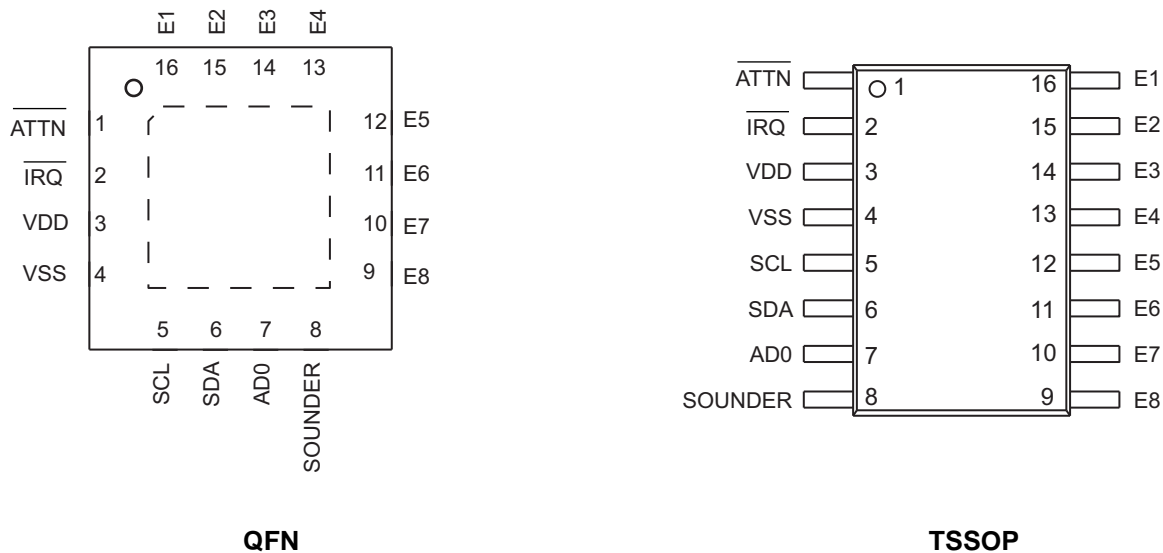 E1 E2 E3 E4
16 15 14 13
ATTN 1 12 E5
IRQ 2 11 E6
VDD 3 10 E7
VSS 4 9 E8
5 6 7 8
SCL SDA AD0 SOUNDER
QFN
ATTN 1 16 E1
IRQ 2 15 E2
VDD 3 14 E3
VSS 4 13 E4
SCL 5 12 E5
SDA 6 11 E6
AD0 7 10 E7
SOUNDER 8 9 E8
TSSOP